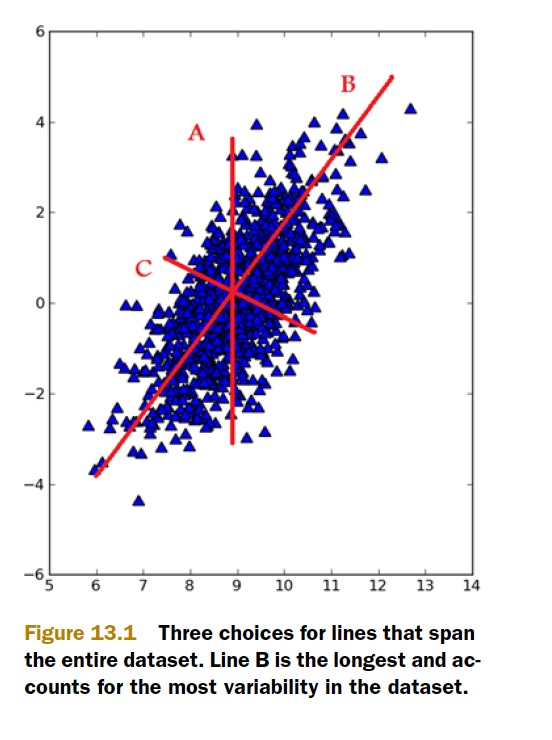 6
4
2
0
−2
−4
−6
A
B
C
5 6 7 8 9 10 11 12 13 14
Figure 13.1 Three choices for lines that span
the entire dataset. Line B is the longest and ac-
counts for the most variability in the dataset.